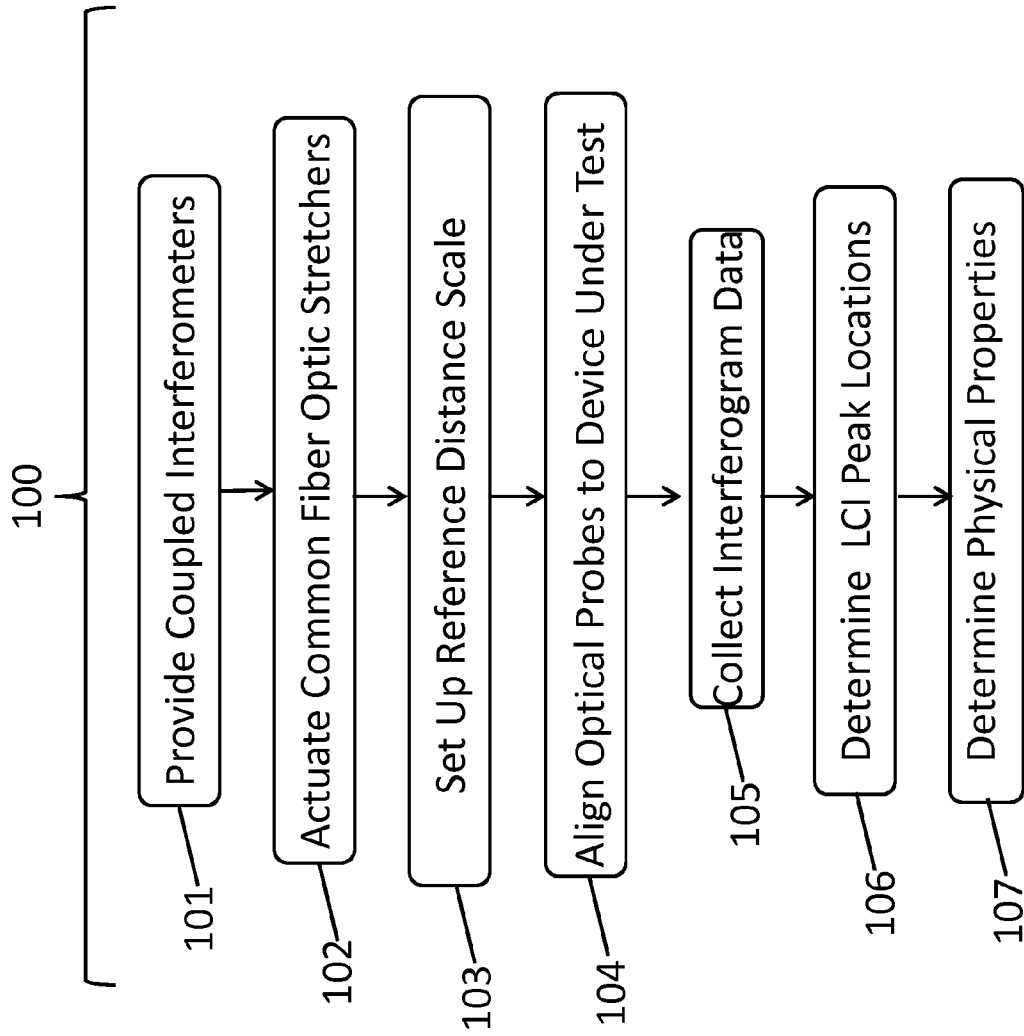 100
Provide Coupled Interferometers
101
Actuate Common Fiber Optic Stretchers
102
Set Up Reference Distance Scale
103
Align Optical Probes to Device Under Test
104
Collect Interferogram Data
105
Determine LCI Peak Locations
106
Determine Physical Properties
107